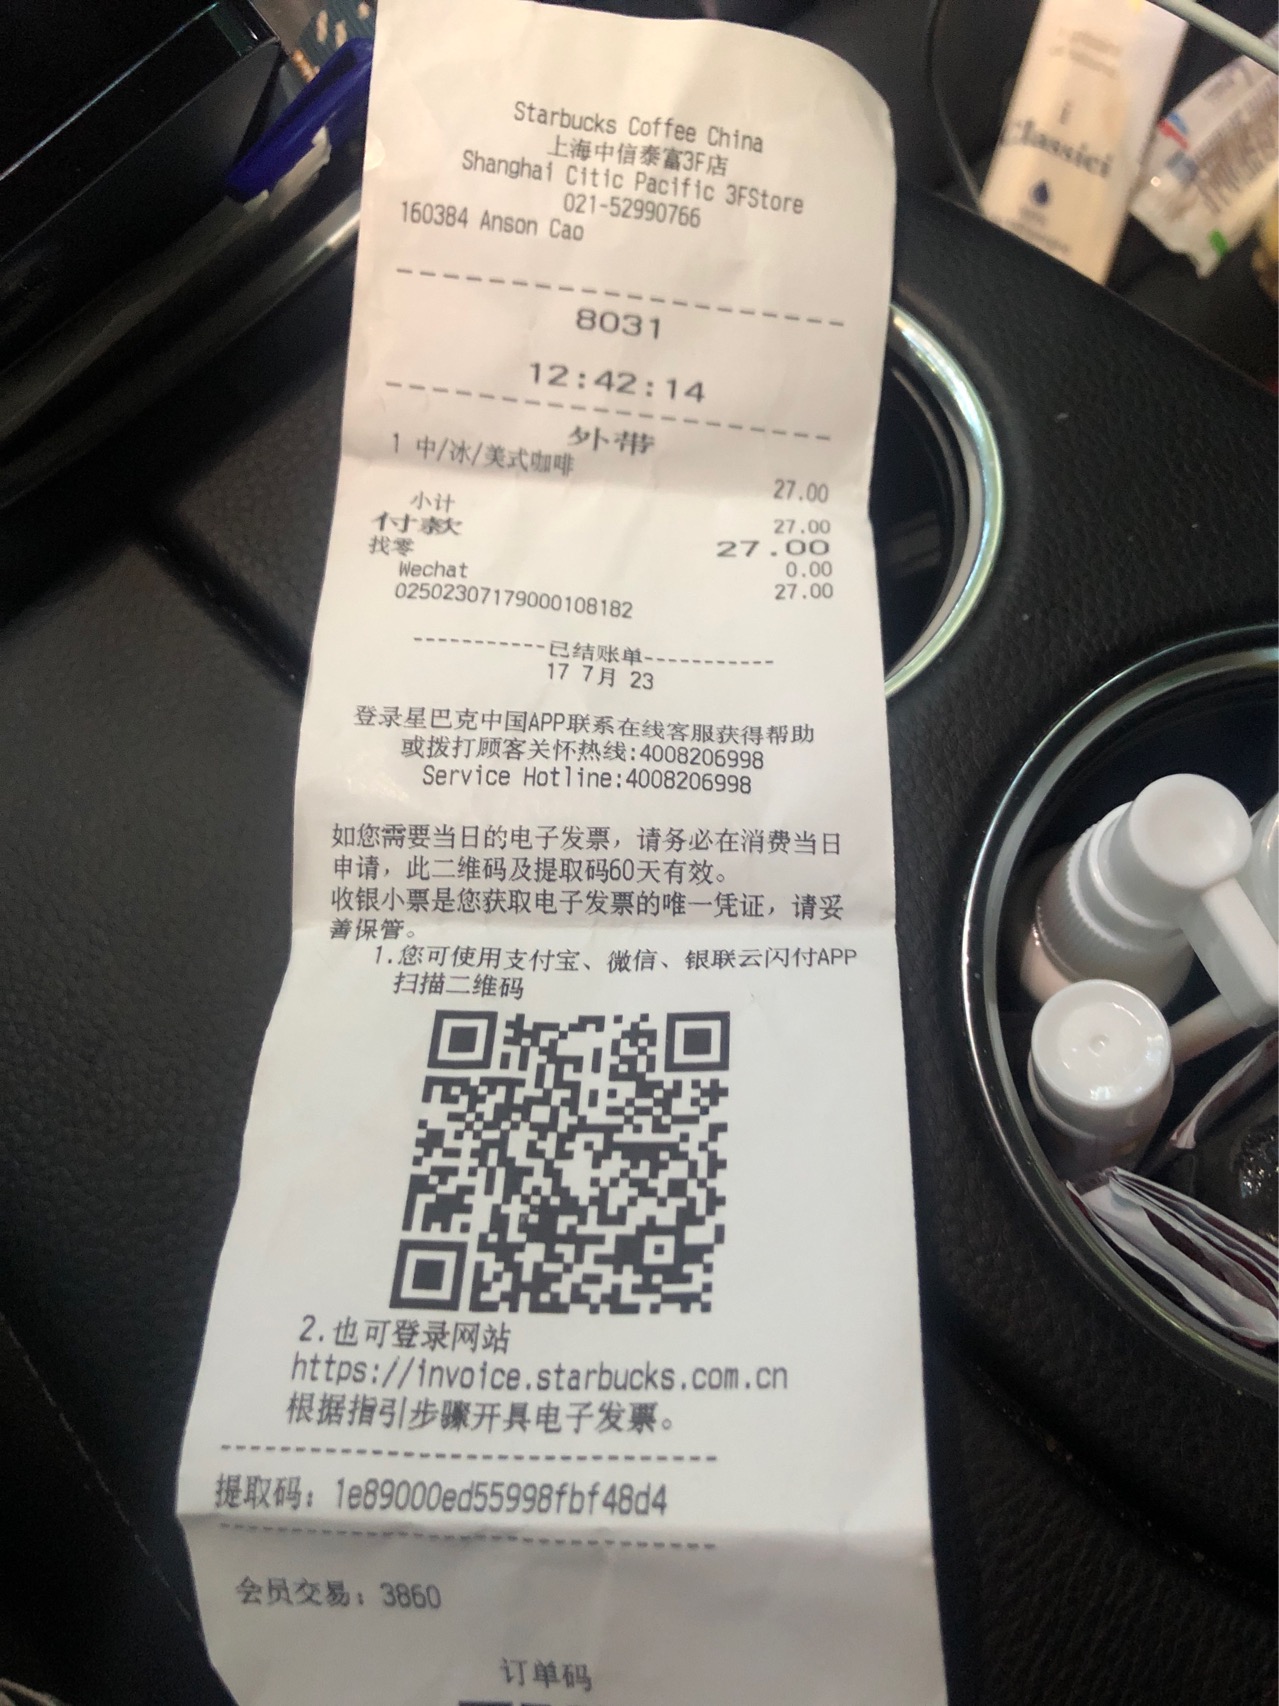 Starbucks Coffee China
上海中信泰富3F店
Shanghai Citic Pacific 3FStore
021-52990766
160384 Anson Cao
8031
12:42:14
外带
1 中/冰/美式咖啡 27.00
小计 27.00
付款 27.00
找零 0.00
Wechat 27.00
02502307179000108182
-----------已结账单-----------
17 7月 23
登录星巴克中国APP联系在线客服获得帮助
或拨打顾客关怀热线:4008206998
Service Hotline:4008206998
如您需要当日的电子发票，请务必在消费当日
申请，此二维码及提取码60天有效。
收银小票是您获取电子发票的唯一凭证，请妥
善保管。
1.您可使用支付宝、微信、银联云闪付APP
扫描二维码
2.也可登录网站
https://invoice.starbucks.com.cn
根据指引步骤开具电子发票。
提取码：1e89000ed55998fbf48d4
会员交易：3860
订单码
classici